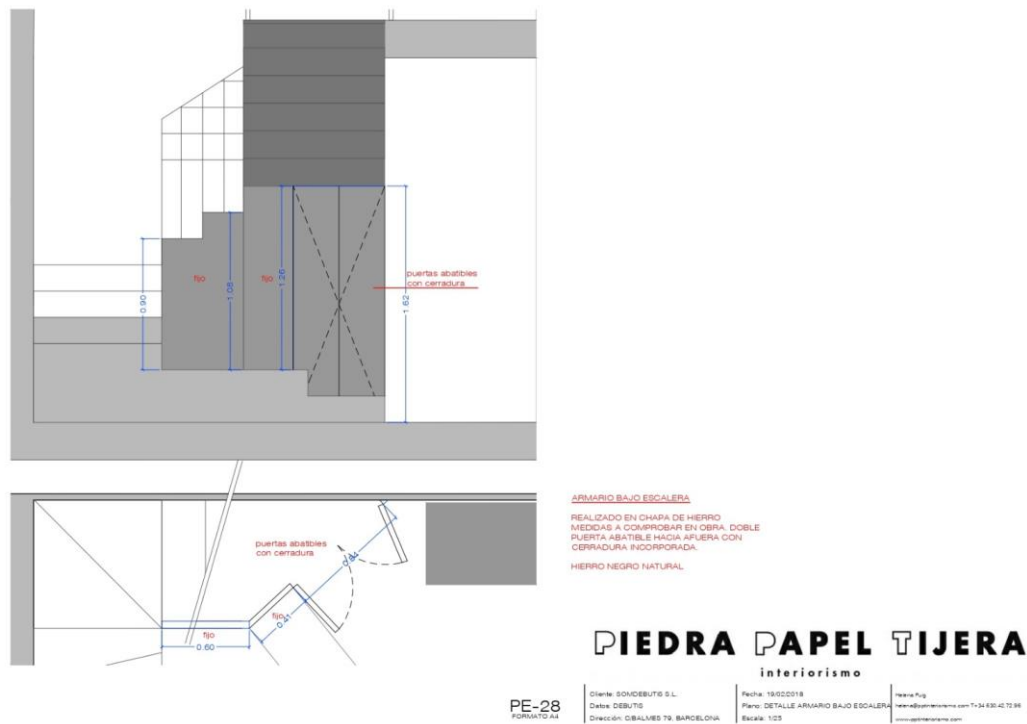 fijo
fijo
0.90
1.08
1.26
1.62
puertas abatibles
con cerradura
puertas abatibles
con cerradura
0.84
fijo
0.41
fijo
0.60
ARMARIO BAJO ESCALERA
REALIZADO EN CHAPA DE HIERRO
MEDIDAS A COMPROBAR EN OBRA. DOBLE
PUERTA ABATIBLE HACIA AFUERA CON
CERRADURA INCORPORADA.
HIERRO NEGRO NATURAL
PIEDRA PAPEL TIJERA
interiorismo
PE-28
FORMATO A4
Cliente: SOMDEBUTIS S.L.
Datos: DEBUTIS
Dirección: C/BALMES 79, BARCELONA
Fecha: 19/02/2018
Plano: DETALLE ARMARIO BAJO ESCALERA
Escala: 1/25
Helena Puig